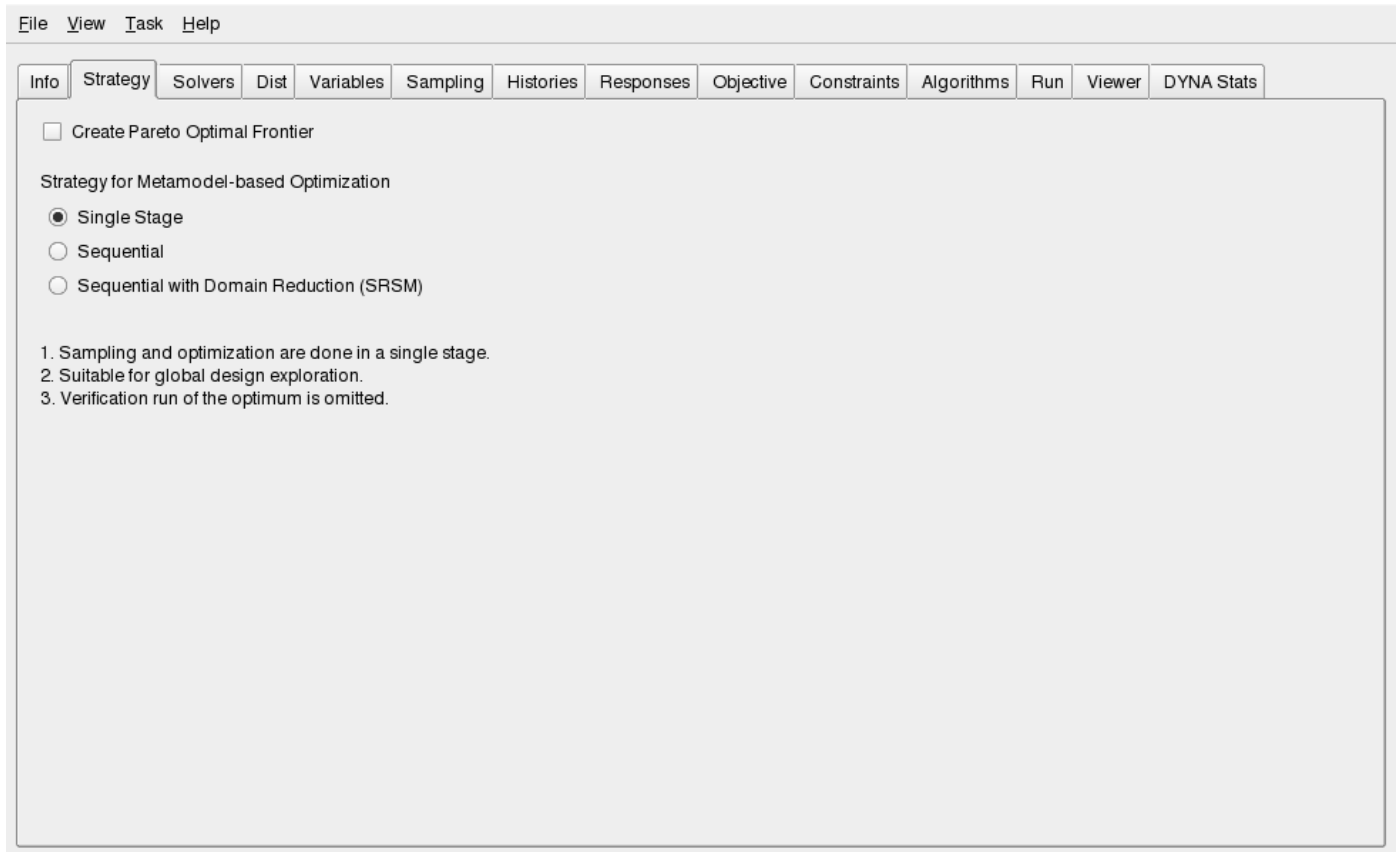 File View Task Help
Info Strategy Solvers Dist Variables Sampling Histories Responses Objective Constraints Algorithms Run Viewer DYNA Stats
Create Pareto Optimal Frontier
Strategy for Metamodel-based Optimization
Single Stage
Sequential
Sequential with Domain Reduction (SRSM)
1. Sampling and optimization are done in a single stage.
2. Suitable for global design exploration.
3. Verification run of the optimum is omitted.